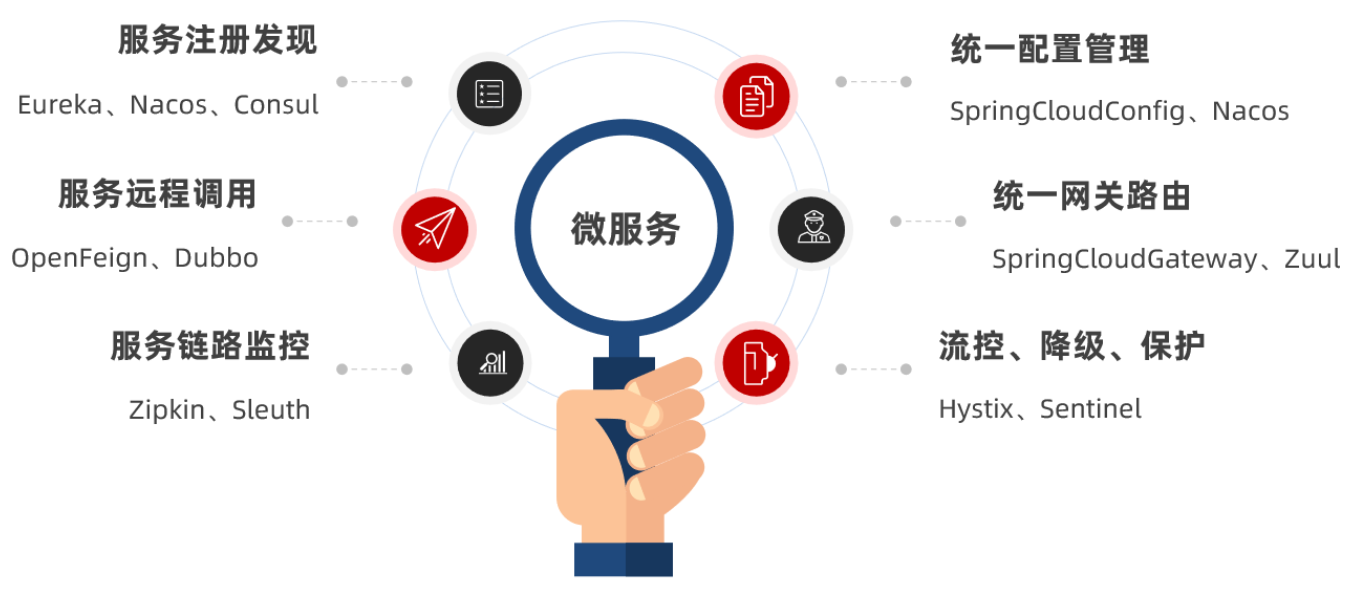 服务注册发现
Eureka、Nacos、Consul
服务远程调用
OpenFeign、Dubbo
服务链路监控
Zipkin、Sleuth
微服务
统一配置管理
SpringCloudConfig、Nacos
统一网关路由
SpringCloudGateway、Zuul
流控、降级、保护
Hystix、Sentinel